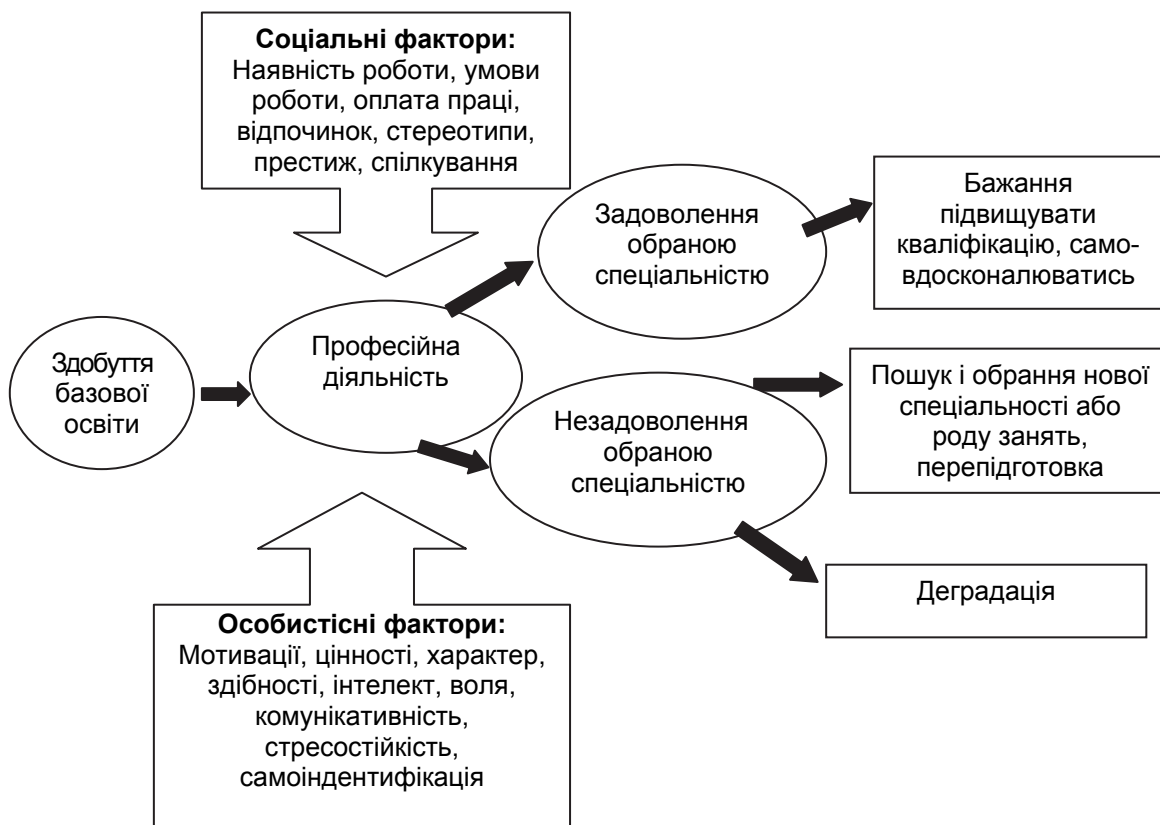 Соціальні фактори:
Наявність роботи, умови
роботи, оплата праці,
відпочинок, стереотипи,
престиж, спілкування
Задоволення
обраною
спеціальністю
Бажання
підвищувати
кваліфікацію, само-
вдосконалюватись
Здобуття
базової
освіти
Професійна
діяльність
Незадоволення
обраною
спеціальністю
Пошук і обрання нової
спеціальності або
роду занять,
перепідготовка
Деградація
Особистісні фактори:
Мотивації, цінності, характер,
здібності, інтелект, воля,
комунікативність,
стресостійкість,
самоіндентифікація